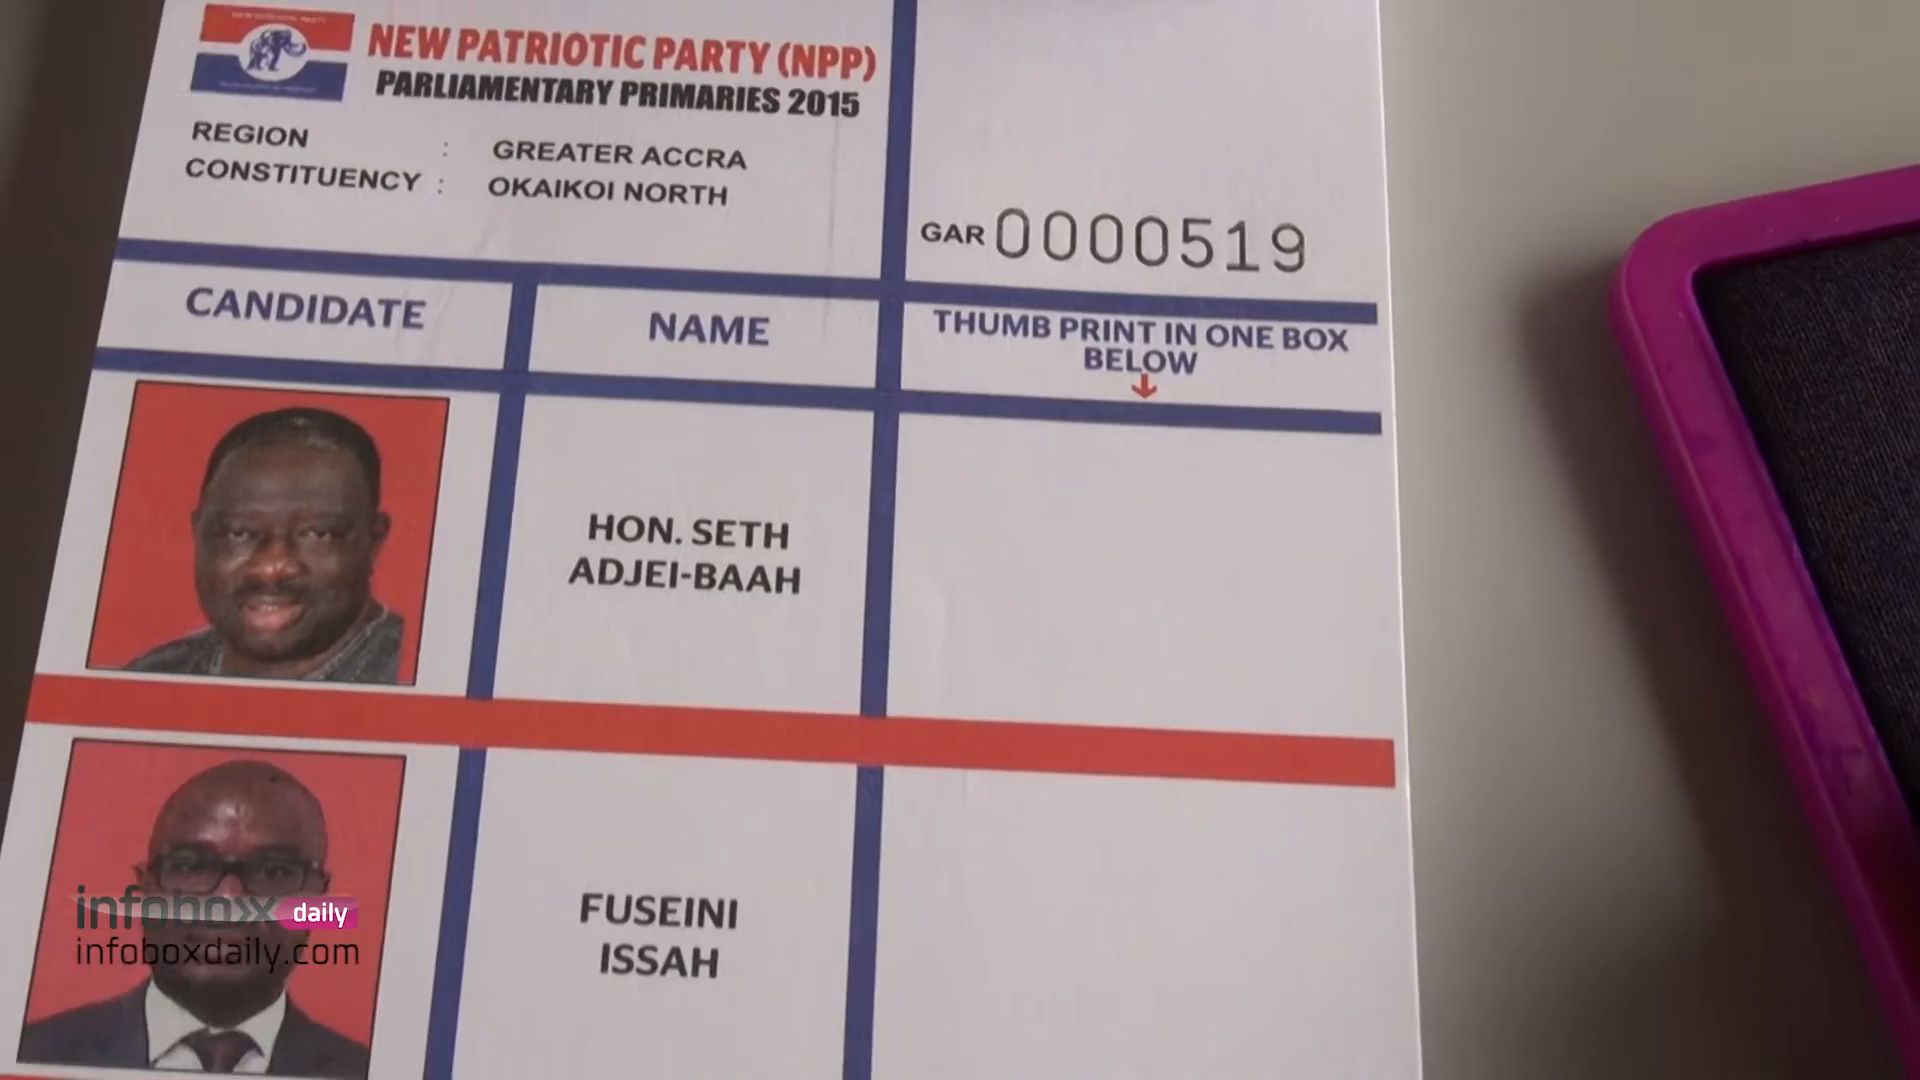 NEW PATRIOTIC PARTY (NPP)
PARLIAMENTARY PRIMARIES 2015
REGION : GREATER ACCRA
CONSTITUENCY : OKAIKOI NORTH
GAR 0000519
CANDIDATE
NAME
THUMB PRINT IN ONE BOX
BELOW
HON. SETH
ADJEI-BAAH
FUSEINI
ISSAH
infoboxx daily
infoboxdaily.com